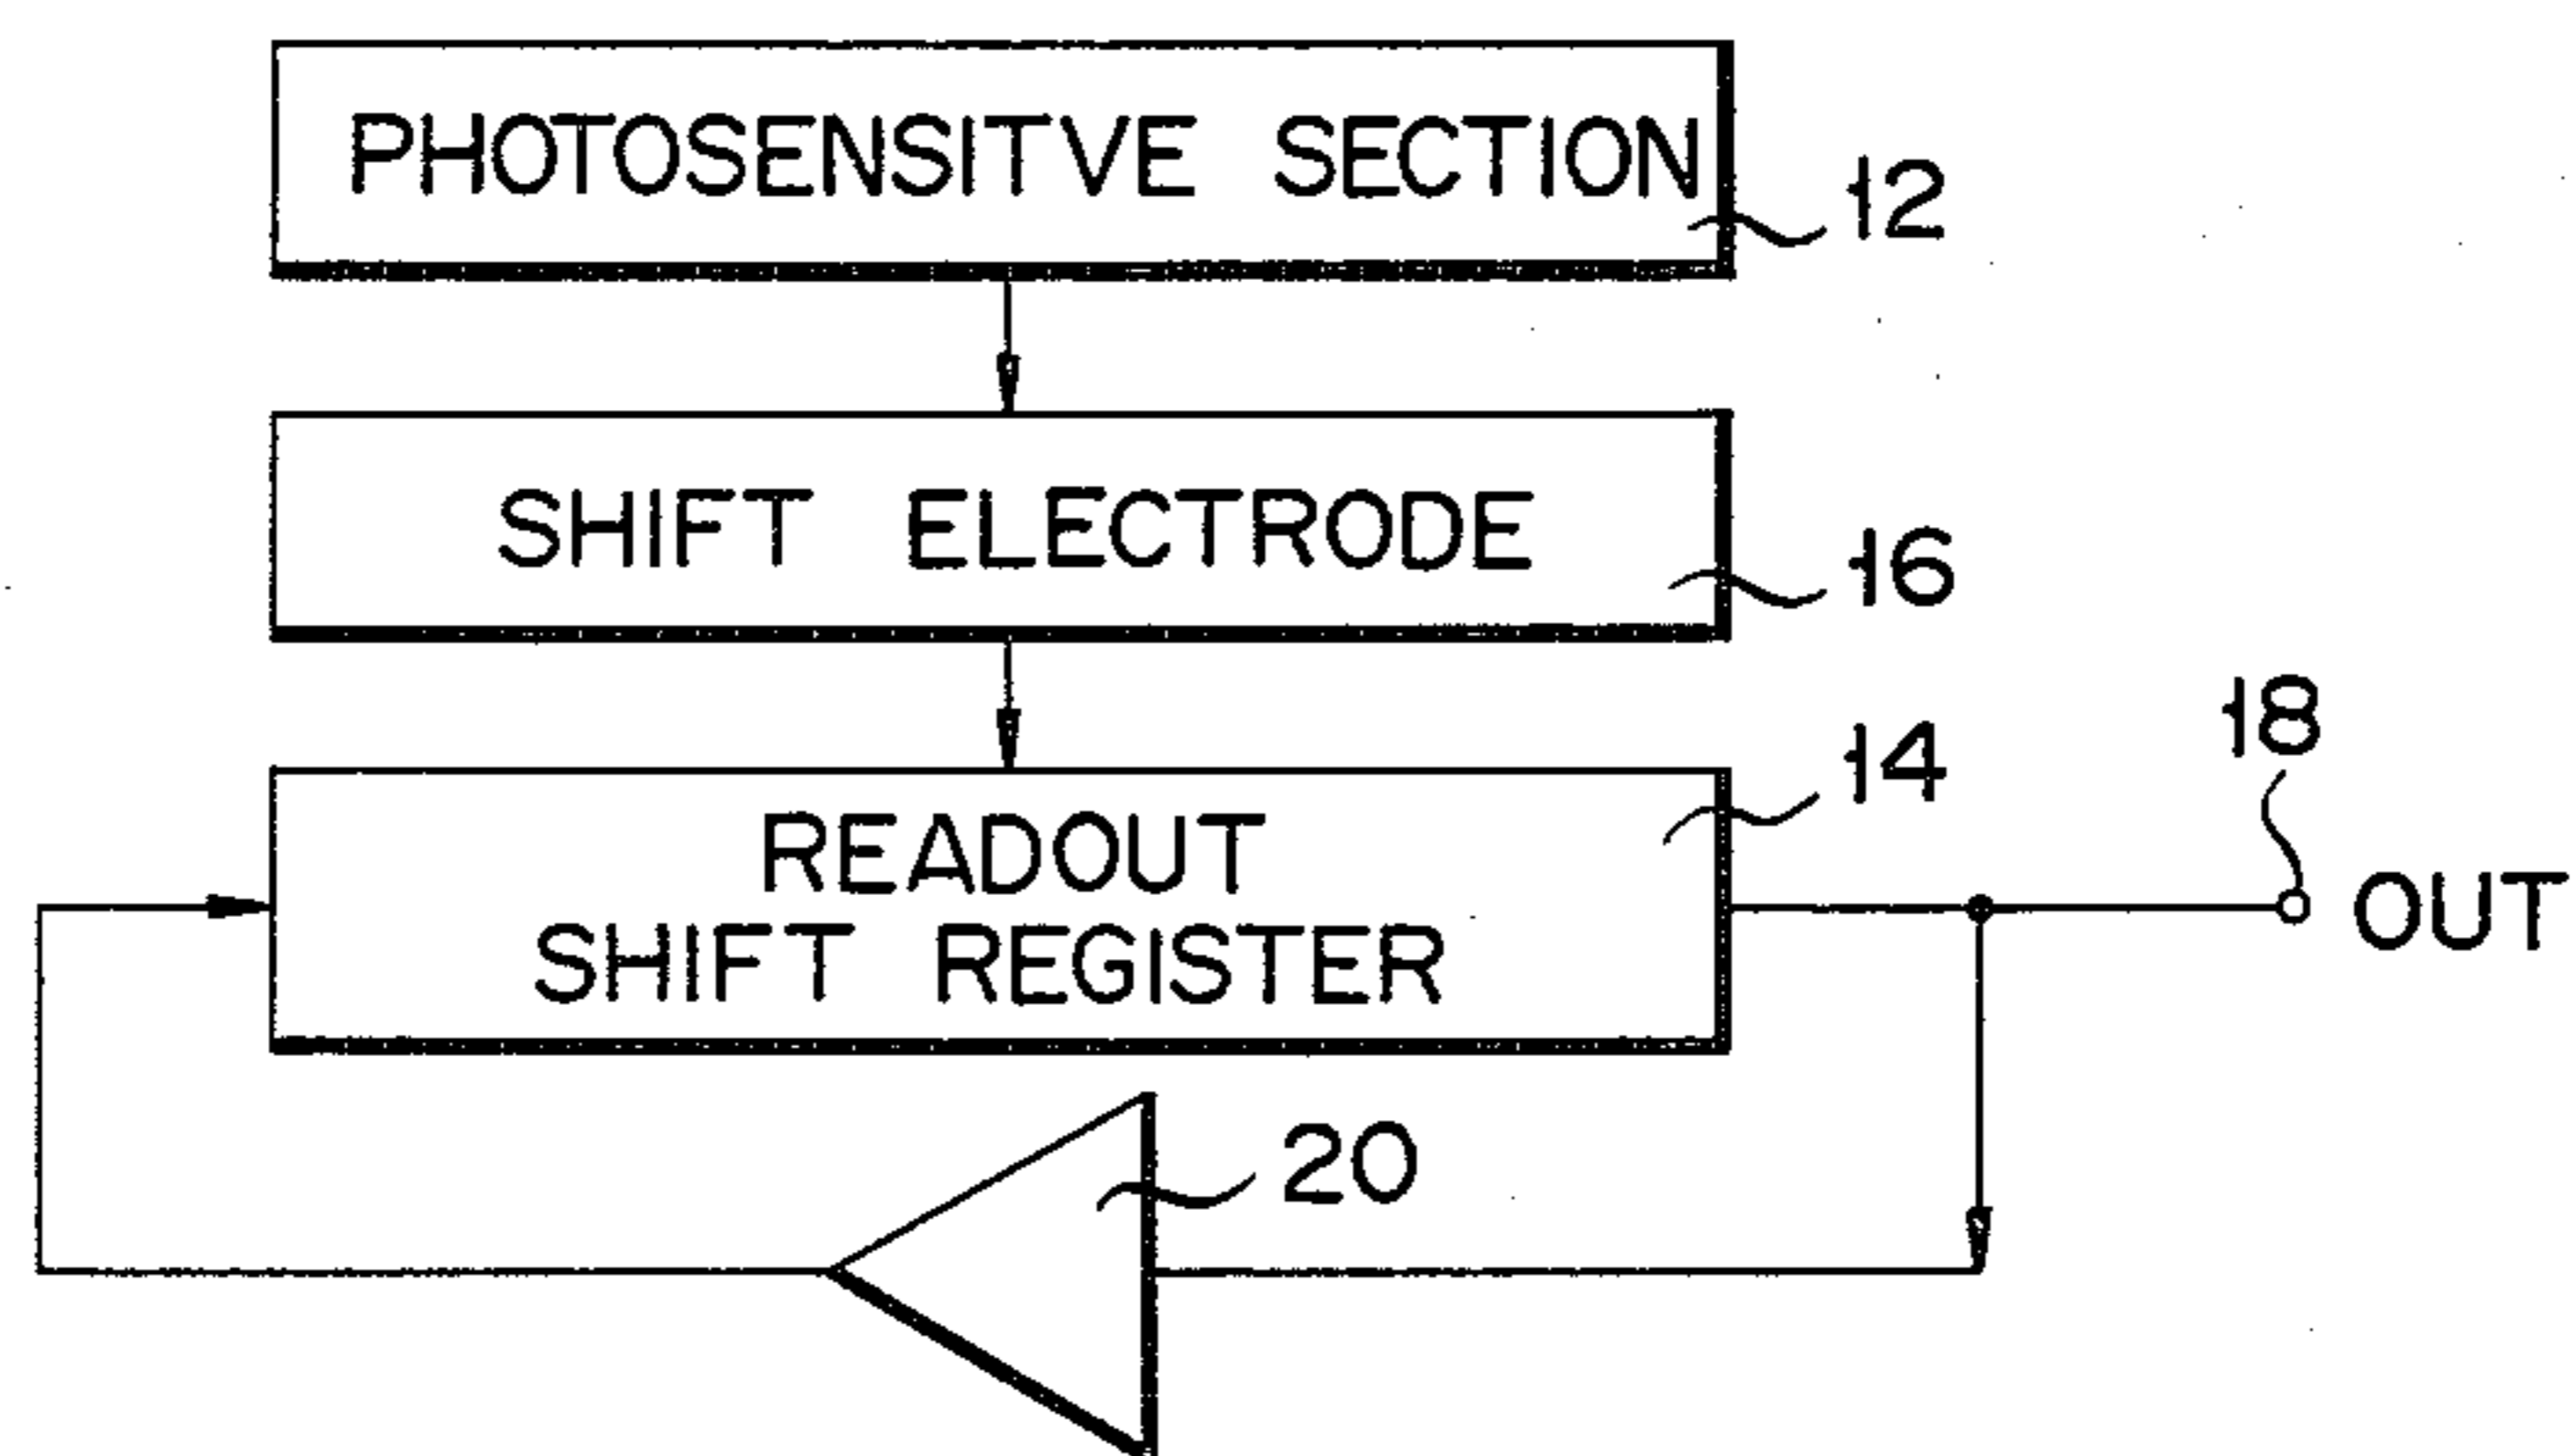 PHOTOSENSITVE SECTION
12
SHIFT ELECTRODE
16
18
14
READOUT
SHIFT REGISTER
OUT
20